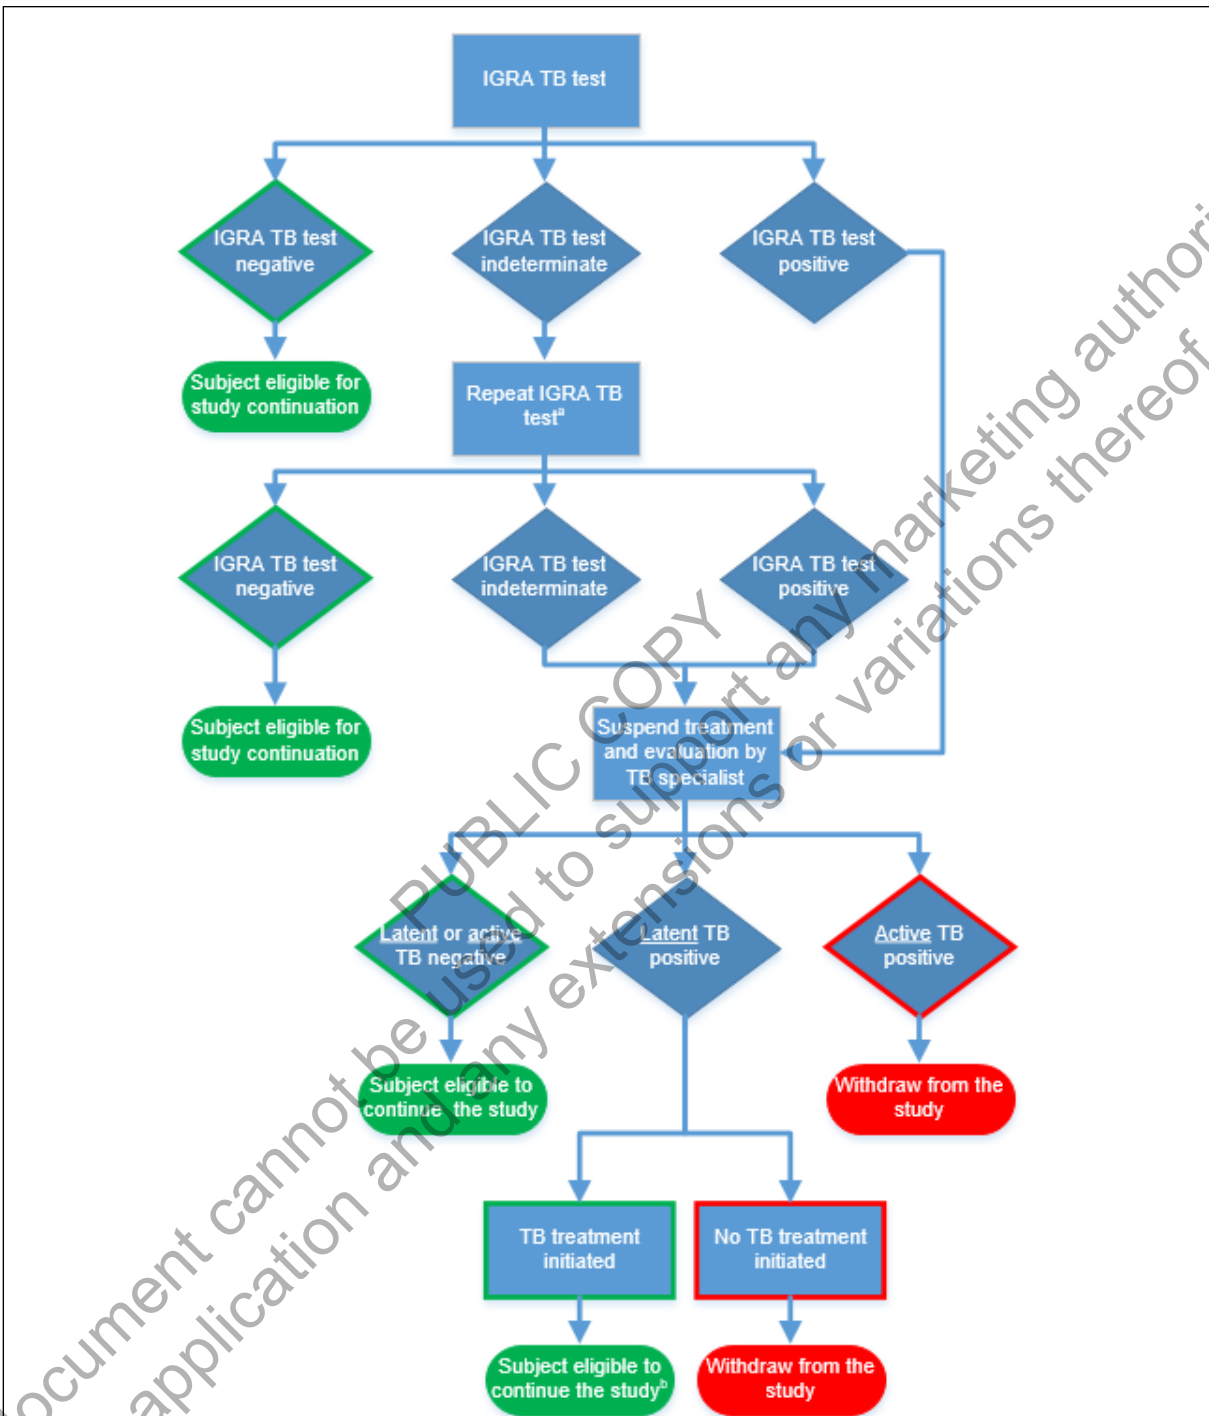 IGRA TB test
IGRA TB test
negative
IGRA TB test
indeterminate
IGRA TB test
positive
Subject eligible for
study continuation
Repeat IGRA TB
testᵃ
IGRA TB test
negative
IGRA TB test
indeterminate
IGRA TB test
positive
Subject eligible for
study continuation
Suspend treatment
and evaluation by
TB specialist
Latent or active
TB negative
Latent TB
positive
Active TB
positive
Subject eligible to
continue the study
Withdraw from the
study
TB treatment
initiated
No TB treatment
initiated
Subject eligible to
continue the studyᵇ
Withdraw from the
study
PUBLIC COPY
document cannot be used to support any marketing
application and any extensions or variations thereof